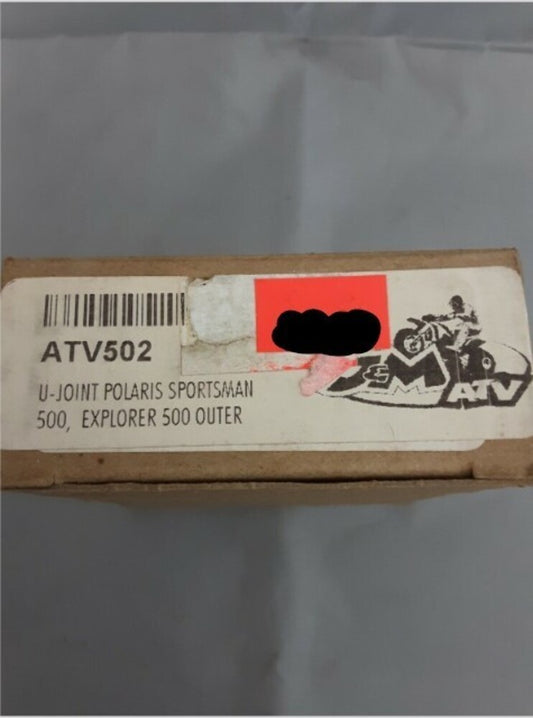 ATV502
U-JOINT POLARIS SPORTSMAN
500, EXPLORER 500 OUTER
J&M
ATV